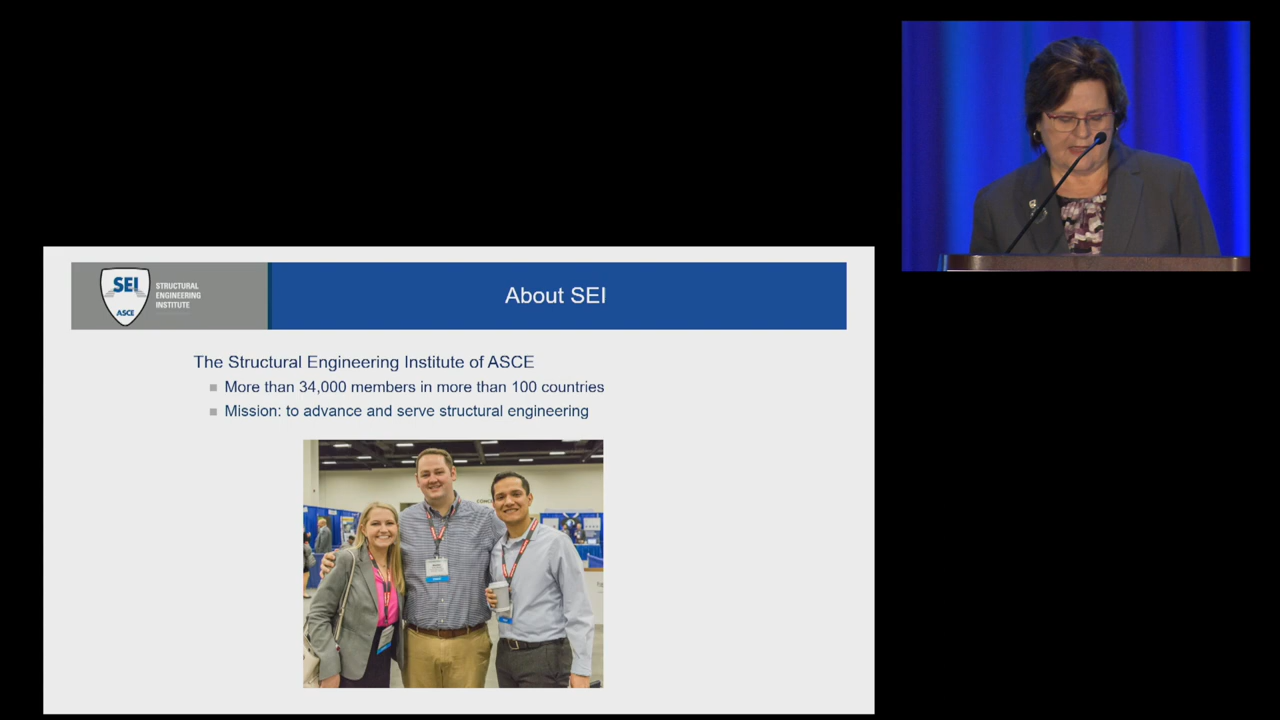 SEI
ASCE
STRUCTURAL
ENGINEERING
INSTITUTE
About SEI
The Structural Engineering Institute of ASCE
More than 34,000 members in more than 100 countries
Mission: to advance and serve structural engineering